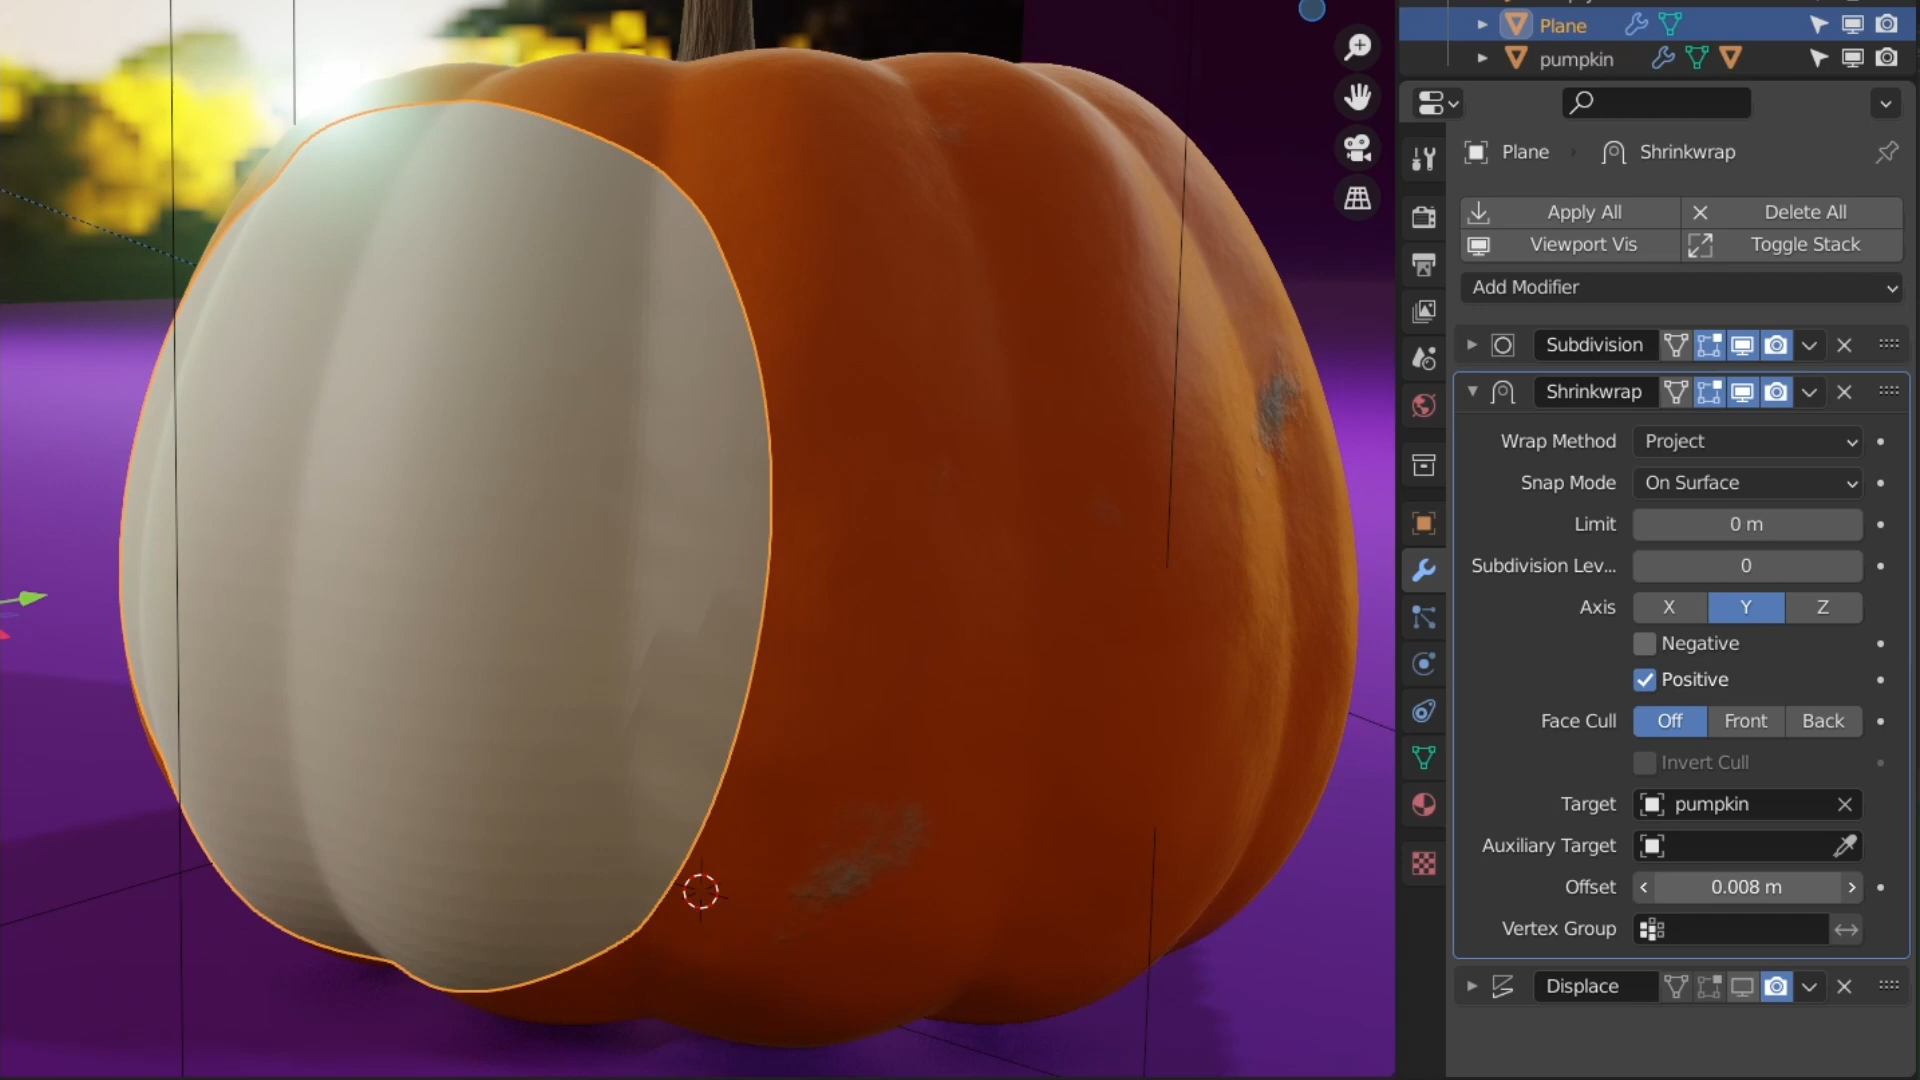 Plane
pumpkin
Plane
Shrinkwrap
Apply All
Delete All
Viewport Vis
Toggle Stack
Add Modifier
Subdivision
Shrinkwrap
Wrap Method
Project
Snap Mode
On Surface
Limit
0 m
Subdivision Lev...
0
Axis
X
Y
Z
Negative
Positive
Face Cull
Off
Front
Back
Invert Cull
Target
pumpkin
Auxiliary Target
Offset
0.008 m
Vertex Group
Displace